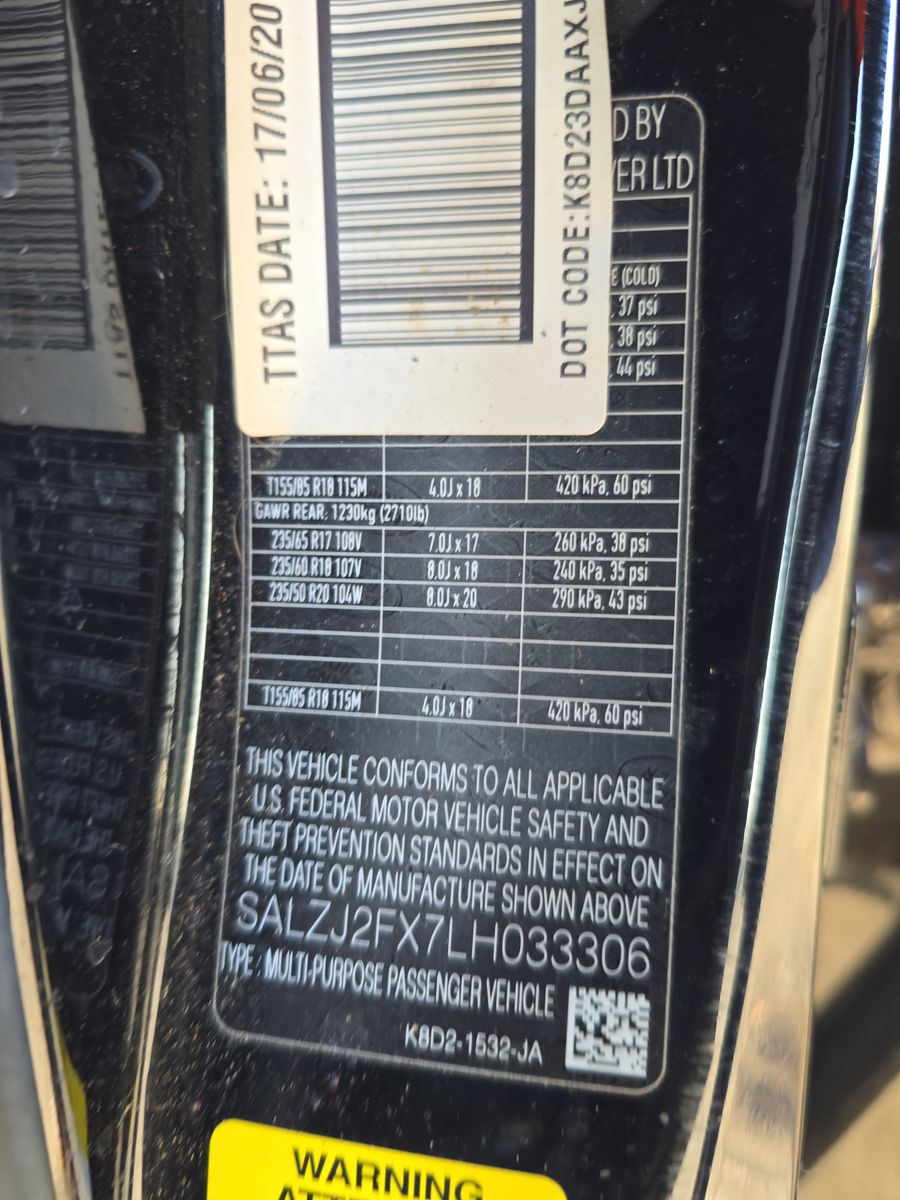 TTAS DATE: 17/06/20
DOT CODE:K8D23DAAXJ
D BY
VER LTD
E (COLD)
, 37 psi
, 38 psi
, 44 psi
T155/85 R18 115M 4.0J x 18 420 kPa, 60 psi
GAWR REAR: 1230kg (2710lb)
235/65 R17 108V 7.0J x 17 260 kPa, 38 psi
235/60 R18 107V 8.0J x 18 240 kPa, 35 psi
235/50 R20 104W 8.0J x 20 290 kPa, 43 psi
T155/85 R18 115M 4.0J x 18 420 kPa, 60 psi
THIS VEHICLE CONFORMS TO ALL APPLICABLE
U.S. FEDERAL MOTOR VEHICLE SAFETY AND
THEFT PREVENTION STANDARDS IN EFFECT ON
THE DATE OF MANUFACTURE SHOWN ABOVE
SALZJ2FX7LH033306
TYPE : MULTI-PURPOSE PASSENGER VEHICLE
K8D2-1532-JA
WARNING